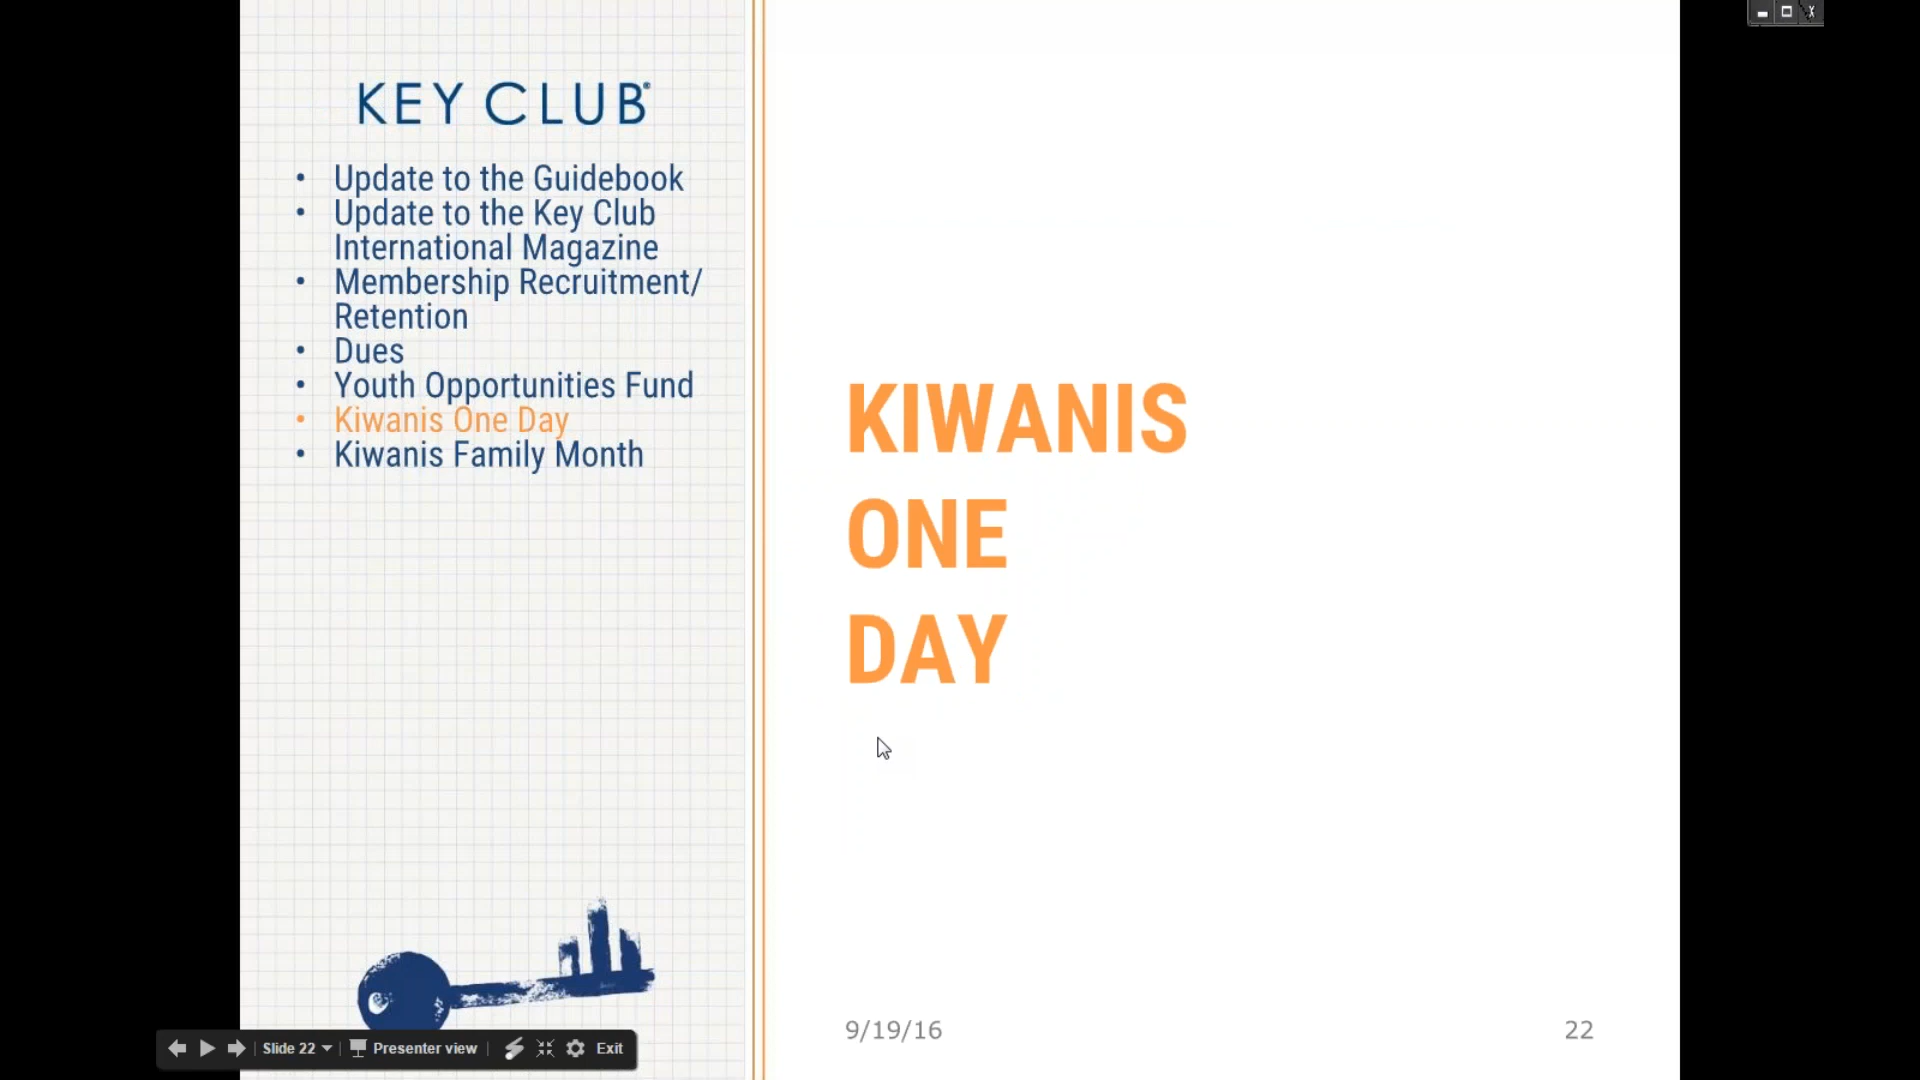 KEY CLUB®
• Update to the Guidebook
• Update to the Key Club
International Magazine
• Membership Recruitment/
Retention
• Dues
• Youth Opportunities Fund
• Kiwanis One Day
• Kiwanis Family Month
KIWANIS
ONE
DAY
9/19/16
22
Slide 22
Presenter view
Exit